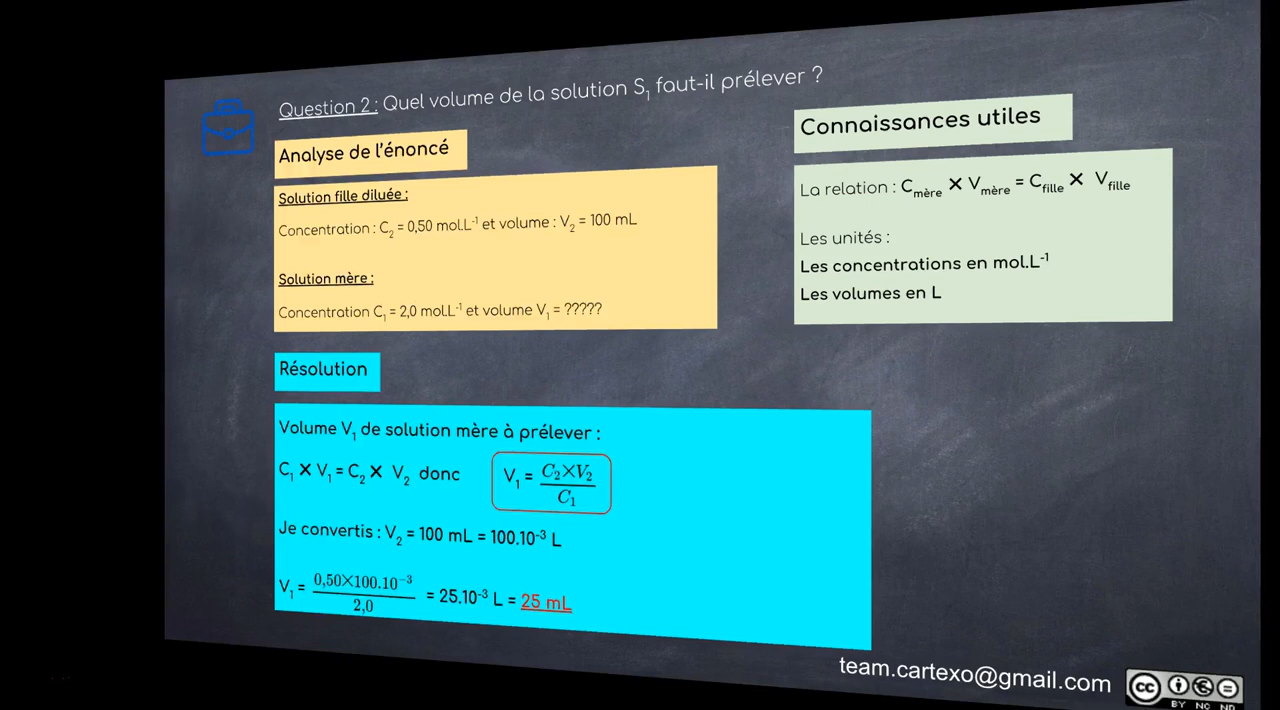 Question 2 : Quel volume de la solution S₁ faut-il prélever ?
Analyse de l'énoncé
Solution fille diluée :
Concentration : C₂ = 0,50 mol.L⁻¹ et volume : V₂ = 100 mL
Solution mère :
Concentration C₁ = 2,0 mol.L⁻¹ et volume V₁ = ?????
Connaissances utiles
La relation : Cmère × Vmère = Cfille × Vfille
Les unités :
Les concentrations en mol.L⁻¹
Les volumes en L
Résolution
Volume V₁ de solution mère à prélever :
C₁ × V₁ = C₂ × V₂ donc V₁ = C₂×V₂ / C₁
Je convertis : V₂ = 100 mL = 100.10⁻³ L
V₁ = 0,50×100.10⁻³ / 2,0 = 25.10⁻³ L = 25 mL
team.cartexo@gmail.com
cc
BY NC ND